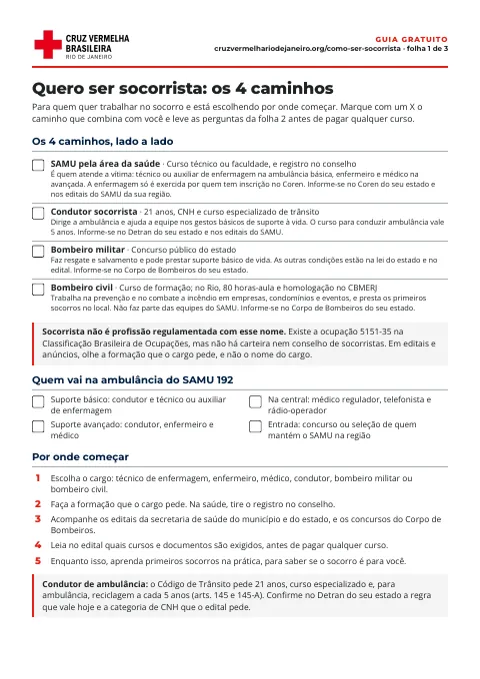 CRUZ VERMELHA
BRASILEIRA
RIO DE JANEIRO
GUIA GRATUITO
cruzvermelhariodejaneiro.org/como-ser-socorrista · folha 1 de 3
Quero ser socorrista: os 4 caminhos
Para quem quer trabalhar no socorro e está escolhendo por onde começar. Marque com um X o
caminho que combina com você e leve as perguntas da folha 2 antes de pagar qualquer curso.
Os 4 caminhos, lado a lado
SAMU pela área da saúde · Curso técnico ou faculdade, e registro no conselho
É quem atende a vítima: técnico ou auxiliar de enfermagem na ambulância básica, enfermeiro e médico na
avançada. A enfermagem só é exercida por quem tem inscrição no Coren. Informe-se no Coren do seu estado e
nos editais do SAMU da sua região.
Condutor socorrista · 21 anos, CNH e curso especializado de trânsito
Dirige a ambulância e ajuda a equipe nos gestos básicos de suporte à vida. O curso para conduzir ambulância vale
5 anos. Informe-se no Detran do seu estado e nos editais do SAMU.
Bombeiro militar · Concurso público do estado
Faz resgate e salvamento e pode prestar suporte básico de vida. As outras condições estão na lei do estado e no
edital. Informe-se no Corpo de Bombeiros do seu estado.
Bombeiro civil · Curso de formação; no Rio, 80 horas-aula e homologação no CBMERJ
Trabalha na prevenção e no combate a incêndio em empresas, condomínios e eventos, e presta os primeiros
socorros no local. Não faz parte das equipes do SAMU. Informe-se no Corpo de Bombeiros do seu estado.
Socorrista não é profissão regulamentada com esse nome. Existe a ocupação 5151-35 na
Classificação Brasileira de Ocupações, mas não há carteira nem conselho de socorristas. Em editais e
anúncios, olhe a formação que o cargo pede, e não o nome do cargo.
Quem vai na ambulância do SAMU 192
Suporte básico: condutor e técnico ou auxiliar
de enfermagem
Na central: médico regulador, telefonista e
rádio-operador
Suporte avançado: condutor, enfermeiro e
médico
Entrada: concurso ou seleção de quem
mantém o SAMU na região
Por onde começar
1 Escolha o cargo: técnico de enfermagem, enfermeiro, médico, condutor, bombeiro militar ou
bombeiro civil.
2 Faça a formação que o cargo pede. Na saúde, tire o registro no conselho.
3 Acompanhe os editais da secretaria de saúde do município e do estado, e os concursos do Corpo de
Bombeiros.
4 Leia no edital quais cursos e documentos são exigidos, antes de pagar qualquer curso.
5 Enquanto isso, aprenda primeiros socorros na prática, para saber se o socorro é para você.
Condutor de ambulância: o Código de Trânsito pede 21 anos, curso especializado e, para
ambulância, reciclagem a cada 5 anos (arts. 145 e 145-A). Confirme no Detran do seu estado a regra
que vale hoje e a categoria de CNH que o edital pede.